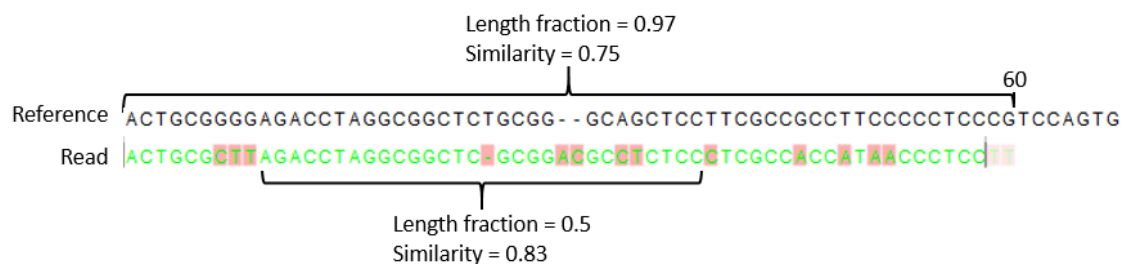 Length fraction = 0.97
Similarity = 0.75
60
Reference ACTGCGGGGAGACCTAGGCGGCTCTGCGG--GCAGCTCCTTCGCCGCCTTCCCCCTCCCGTCCAGTG
Read ACTGCGCTTAGACCTAGGCGGCTC-GCGGACGCCTCTCCCTCGCCACCATAACCCTCCTT
Length fraction = 0.5
Similarity = 0.83